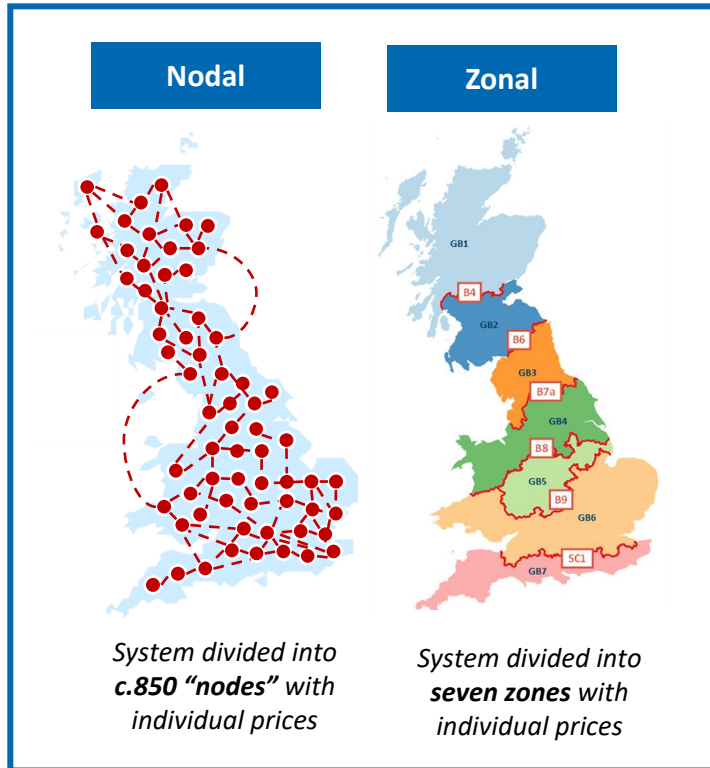 Nodal
Zonal
GB1
B4
GB2
B6
GB3
B7a
GB4
B8
GB5
B9
GB6
SC1
GB7
System divided into
c.850 “nodes” with
individual prices
System divided into
seven zones with
individual prices